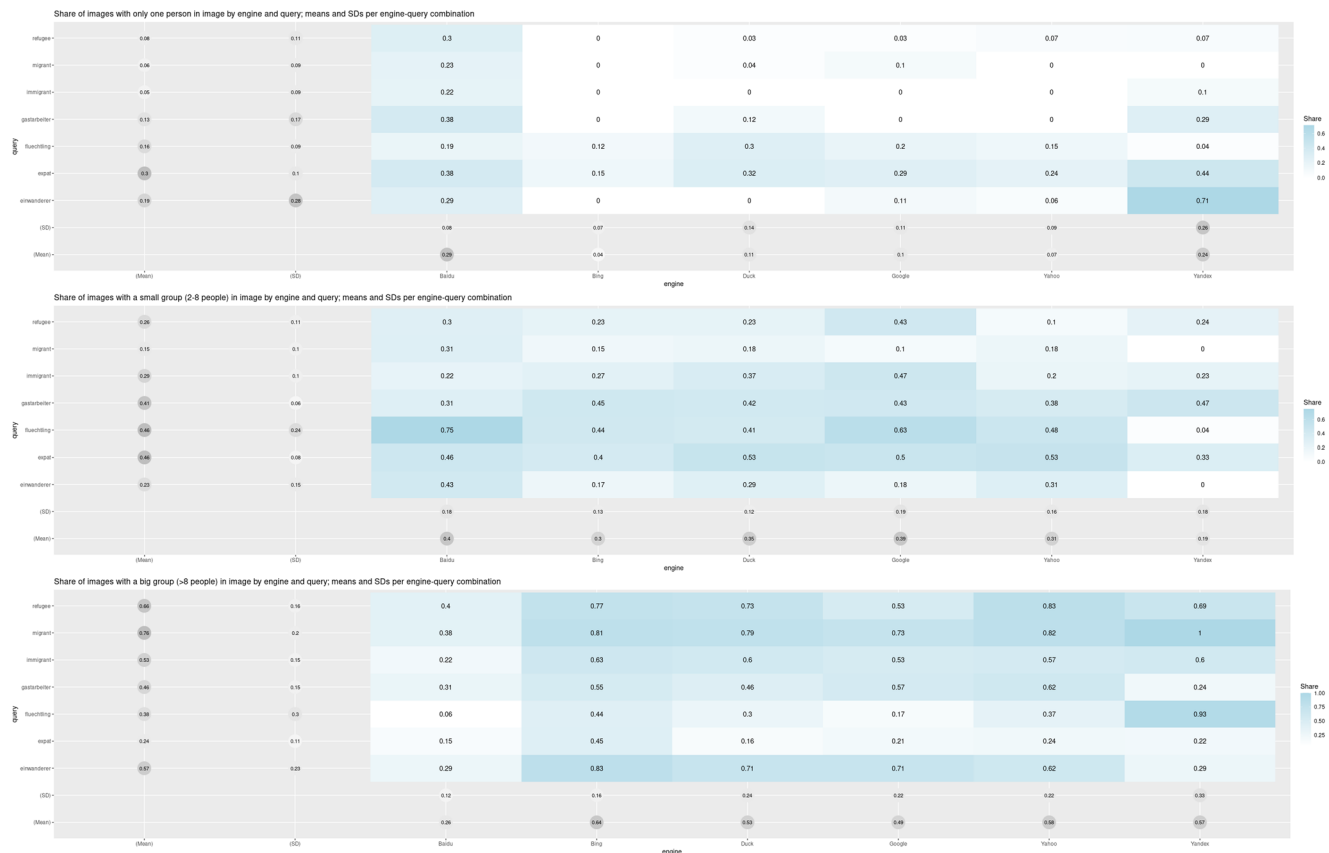 Share of images with only one person in image by engine and query; means and SDs per engine-query combination
refugee 0.08 0.11 0.3 0 0.03 0.03 0.07 0.07
migrant 0.06 0.09 0.23 0 0.04 0.1 0 0
immigrant 0.05 0.09 0.22 0 0 0 0 0.1
gastarbeiter 0.13 0.17 0.38 0 0.12 0 0 0.29
fluechtling 0.16 0.09 0.19 0.12 0.3 0.2 0.15 0.04
expat 0.3 0.1 0.38 0.15 0.32 0.29 0.24 0.44
einwanderer 0.19 0.28 0.29 0 0 0.11 0.06 0.71
(SD) 0.08 0.07 0.14 0.11 0.09 0.26
(Mean) 0.29 0.04 0.11 0.1 0.07 0.24
(Mean) (SD) Baidu Bing Duck Google Yahoo Yandex
engine
query
Share
0.6
0.4
0.2
0.0
Share of images with a small group (2-8 people) in image by engine and query; means and SDs per engine-query combination
refugee 0.26 0.11 0.3 0.23 0.23 0.43 0.1 0.24
migrant 0.15 0.1 0.31 0.15 0.18 0.1 0.18 0
immigrant 0.29 0.1 0.22 0.27 0.37 0.47 0.2 0.23
gastarbeiter 0.41 0.06 0.31 0.45 0.42 0.43 0.38 0.47
fluechtling 0.46 0.24 0.75 0.44 0.41 0.63 0.48 0.04
expat 0.46 0.08 0.46 0.4 0.53 0.5 0.53 0.33
einwanderer 0.23 0.15 0.43 0.17 0.29 0.18 0.31 0
(SD) 0.18 0.13 0.12 0.19 0.16 0.18
(Mean) 0.4 0.3 0.35 0.39 0.31 0.19
(Mean) (SD) Baidu Bing Duck Google Yahoo Yandex
engine
query
Share
0.6
0.4
0.2
0.0
Share of images with a big group (>8 people) in image by engine and query; means and SDs per engine-query combination
refugee 0.66 0.16 0.4 0.77 0.73 0.53 0.83 0.69
migrant 0.76 0.2 0.38 0.81 0.79 0.73 0.82 1
immigrant 0.53 0.15 0.22 0.63 0.6 0.53 0.57 0.6
gastarbeiter 0.46 0.15 0.31 0.55 0.46 0.57 0.62 0.24
fluechtling 0.38 0.3 0.06 0.44 0.3 0.17 0.37 0.93
expat 0.24 0.11 0.15 0.45 0.16 0.21 0.24 0.22
einwanderer 0.57 0.23 0.29 0.83 0.71 0.71 0.62 0.29
(SD) 0.12 0.16 0.24 0.22 0.22 0.33
(Mean) 0.26 0.64 0.53 0.49 0.58 0.57
(Mean) (SD) Baidu Bing Duck Google Yahoo Yandex
engine
query
Share
1.00
0.75
0.50
0.25